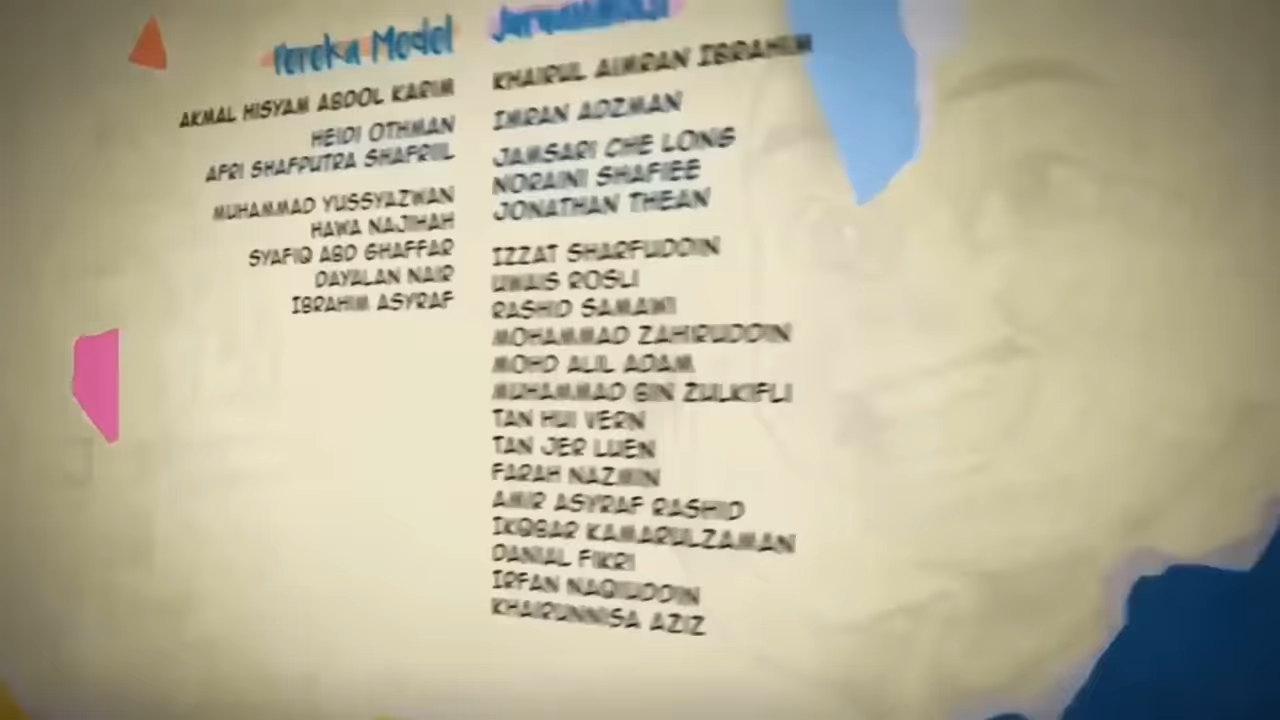 Pereka Model
AKMAL HISYAM ABDOL KARIM
HEIDI OTHMAN
AFRI SHAFPUTRA SHAFRIIL
MUHAMMAD YUSSYAZWAN
HAWA NAJIHAH
SYAFIQ ABD GHAFFAR
DAYALAN NAIR
IBRAHIM ASYRAF
KHAIRUL AIMRAN IBRAHIM
IMRAN ADZMAN
JAMSARI CHE LONG
NORAINI SHAFIEE
JONATHAN THEAN
IZZAT SHARFUDDIN
UWAIS ROSLI
RASHID SAMAWI
MOHAMMAD ZAHIRUDDIN
MOHD ALIL ADAM
MUHAMMAD BIN ZULKIFLI
TAN HUI VERN
TAN JER LUEN
FARAH NAZMIN
AMIR ASYRAF RASHID
IKQBAR KAMARULZAMAN
DANIAL FIKRI
IRFAN NAQIUDDIN
KHAIRUNNISA AZIZ